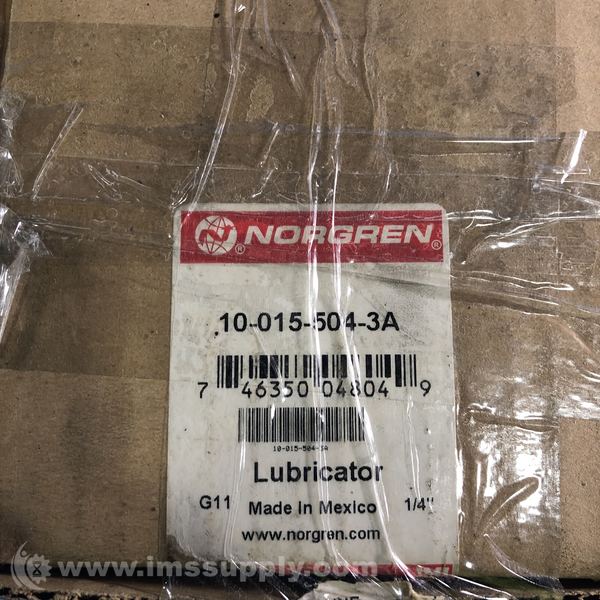 NORGREN
10-015-504-3A
7 46350 04804 9
10-015-504-3A
Lubricator
G11 Made In Mexico 1/4"
www.norgren.com
www.imssupply.com